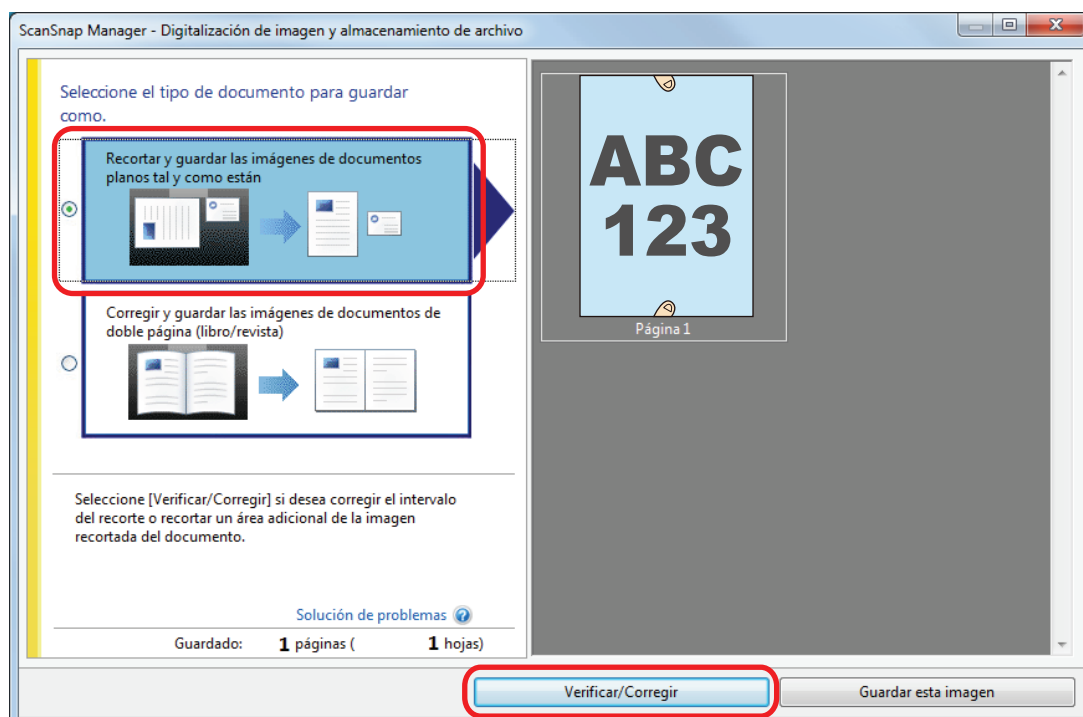 ScanSnap Manager - Digitalización de imagen y almacenamiento de archivo
Seleccione el tipo de documento para guardar
como.
Recortar y guardar las imágenes de documentos
planos tal y como están
Corregir y guardar las imágenes de documentos de
doble página (libro/revista)
Seleccione [Verificar/Corregir] si desea corregir el intervalo
del recorte o recortar un área adicional de la imagen
recortada del documento.
Solución de problemas
Guardado: 1 páginas ( 1 hojas)
ABC
123
Página 1
Verificar/Corregir
Guardar esta imagen